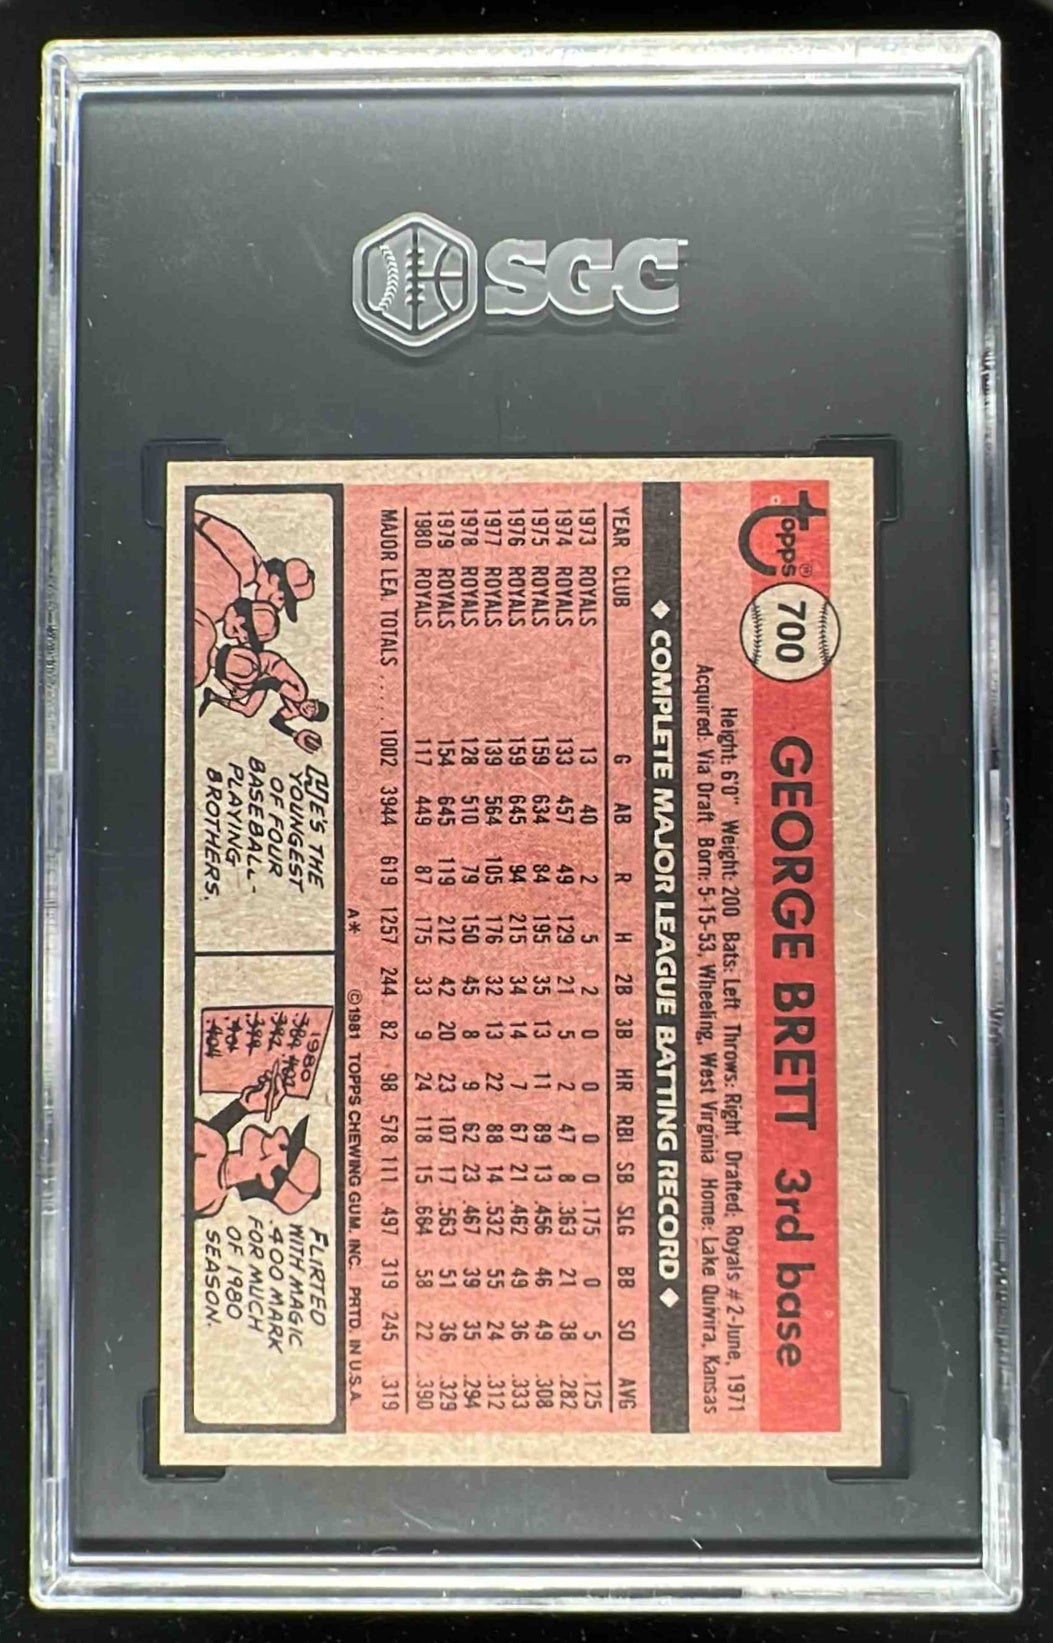 SGC
topps®
700
GEORGE BRETT 3rd base
Height: 6'0" Weight: 200 Bats: Left Throws: Right Drafted: Royals #2-June, 1971
Acquired: Via Draft Born: 5-15-53, Wheeling, West Virginia Home: Lake Quivira, Kansas
◆ COMPLETE MAJOR LEAGUE BATTING RECORD ◆
YEAR CLUB G AB R H 2B 3B HR RBI SB SLG BB SO AVG
1973 ROYALS 13 40 2 5 2 0 0 0 0 .175 0 5 .125
1974 ROYALS 133 457 49 129 21 5 2 47 8 .363 21 38 .282
1975 ROYALS 159 634 84 195 35 13 11 89 13 .456 46 49 .308
1976 ROYALS 159 645 94 215 34 14 7 67 21 .462 49 36 .333
1977 ROYALS 139 564 105 176 32 13 22 88 14 .532 55 24 .312
1978 ROYALS 128 510 79 150 45 8 9 62 23 .467 39 35 .294
1979 ROYALS 154 645 119 212 42 20 23 107 17 .563 51 36 .329
1980 ROYALS 117 449 87 175 33 9 24 118 15 .664 58 22 .390
MAJOR LEA. TOTALS ...... 1002 3944 619 1257 244 82 98 578 111 .497 319 245 .319
A* ©1981 TOPPS CHEWING GUM, INC. PRTD. IN U.S.A.
HE'S THE
YOUNGEST
OF FOUR
BASEBALL-
PLAYING
BROTHERS.
1980
.384 .407
.392
.399
.401
.404
FLIRTED
WITH MAGIC
.400 MARK
FOR MUCH
OF 1980
SEASON.